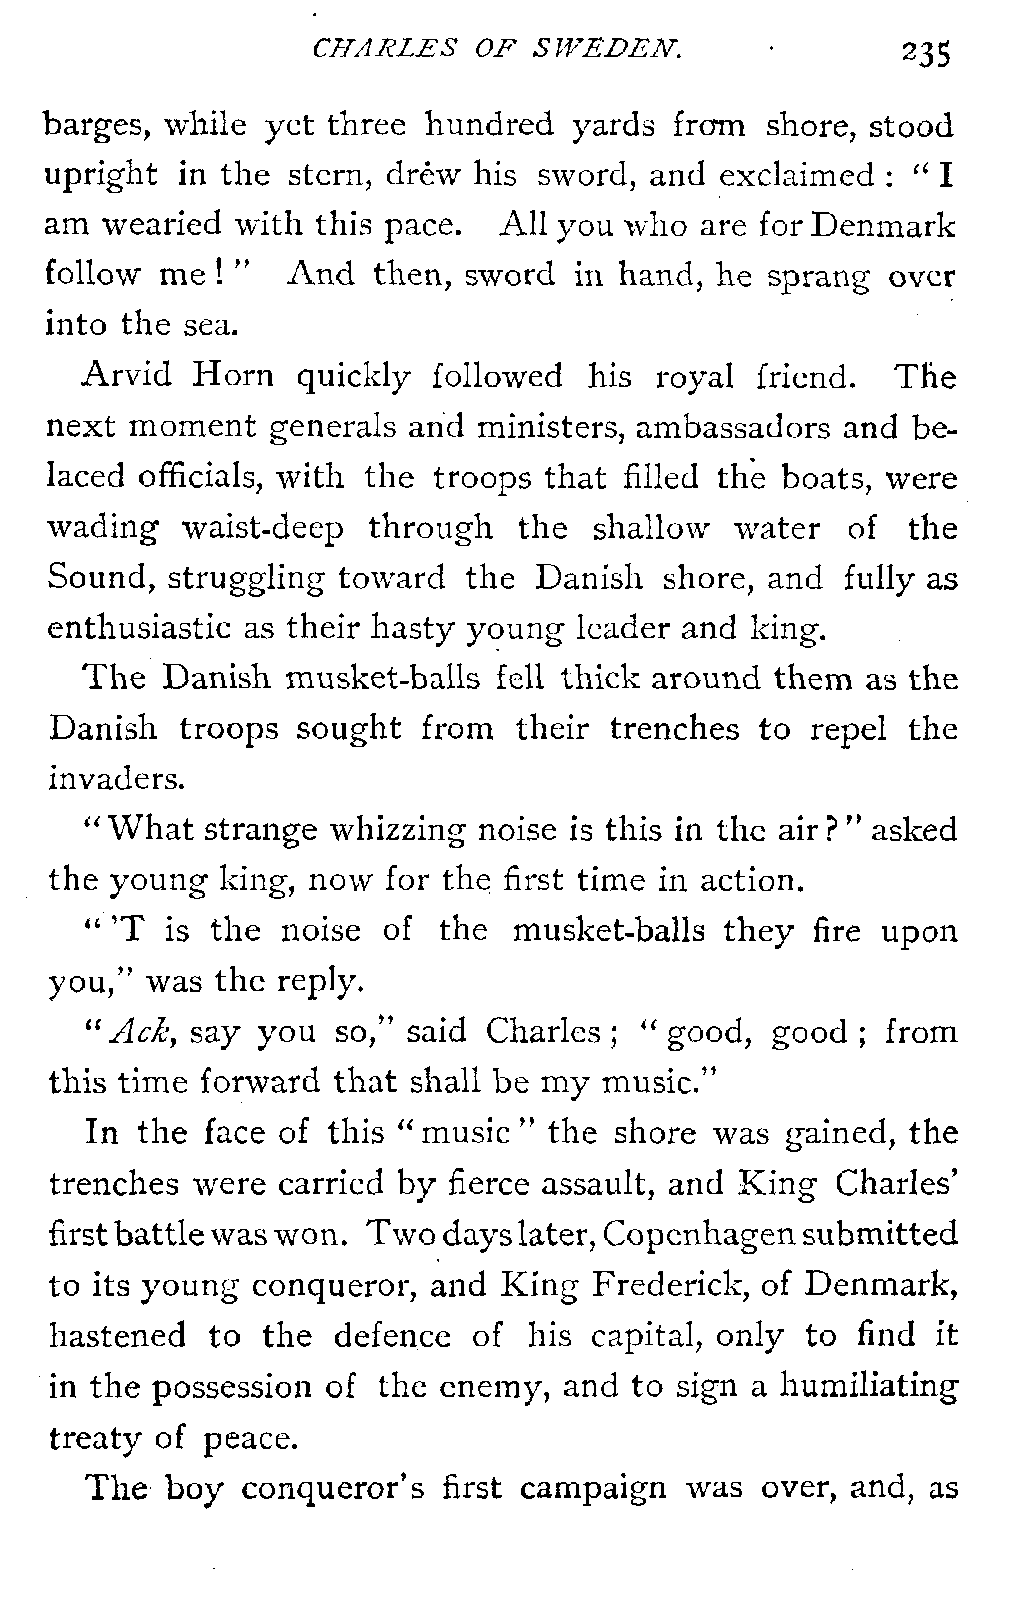 CHARLES OF SWEDEN. 235
barges, while yet three hundred yards from shore, stood
upright in the stern, drew his sword, and exclaimed : “ I
am wearied with this pace. All you who are for Denmark
follow me ! ” And then, sword in hand, he sprang over
into the sea.
Arvid Horn quickly followed his royal friend. The
next moment generals and ministers, ambassadors and be-
laced officials, with the troops that filled the boats, were
wading waist-deep through the shallow water of the
Sound, struggling toward the Danish shore, and fully as
enthusiastic as their hasty young leader and king.
The Danish musket-balls fell thick around them as the
Danish troops sought from their trenches to repel the
invaders.
“ What strange whizzing noise is this in the air ? ” asked
the young king, now for the first time in action.
“ ’T is the noise of the musket-balls they fire upon
you,” was the reply.
“ Ack, say you so,” said Charles ; “ good, good ; from
this time forward that shall be my music.”
In the face of this “ music ” the shore was gained, the
trenches were carried by fierce assault, and King Charles’
first battle was won. Two days later, Copenhagen submitted
to its young conqueror, and King Frederick, of Denmark,
hastened to the defence of his capital, only to find it
in the possession of the enemy, and to sign a humiliating
treaty of peace.
The boy conqueror’s first campaign was over, and, as